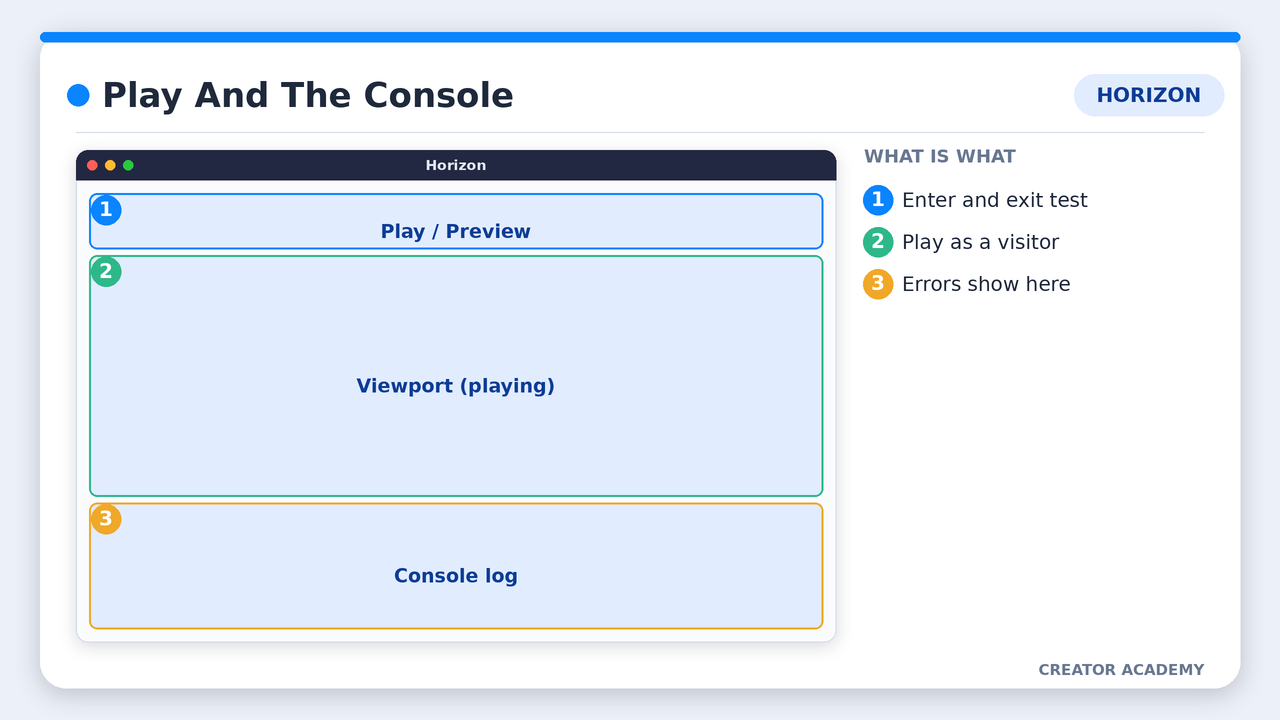 Play And The Console
HORIZON
Horizon
1
Play / Preview
2
Viewport (playing)
3
Console log
WHAT IS WHAT
1 Enter and exit test
2 Play as a visitor
3 Errors show here
CREATOR ACADEMY